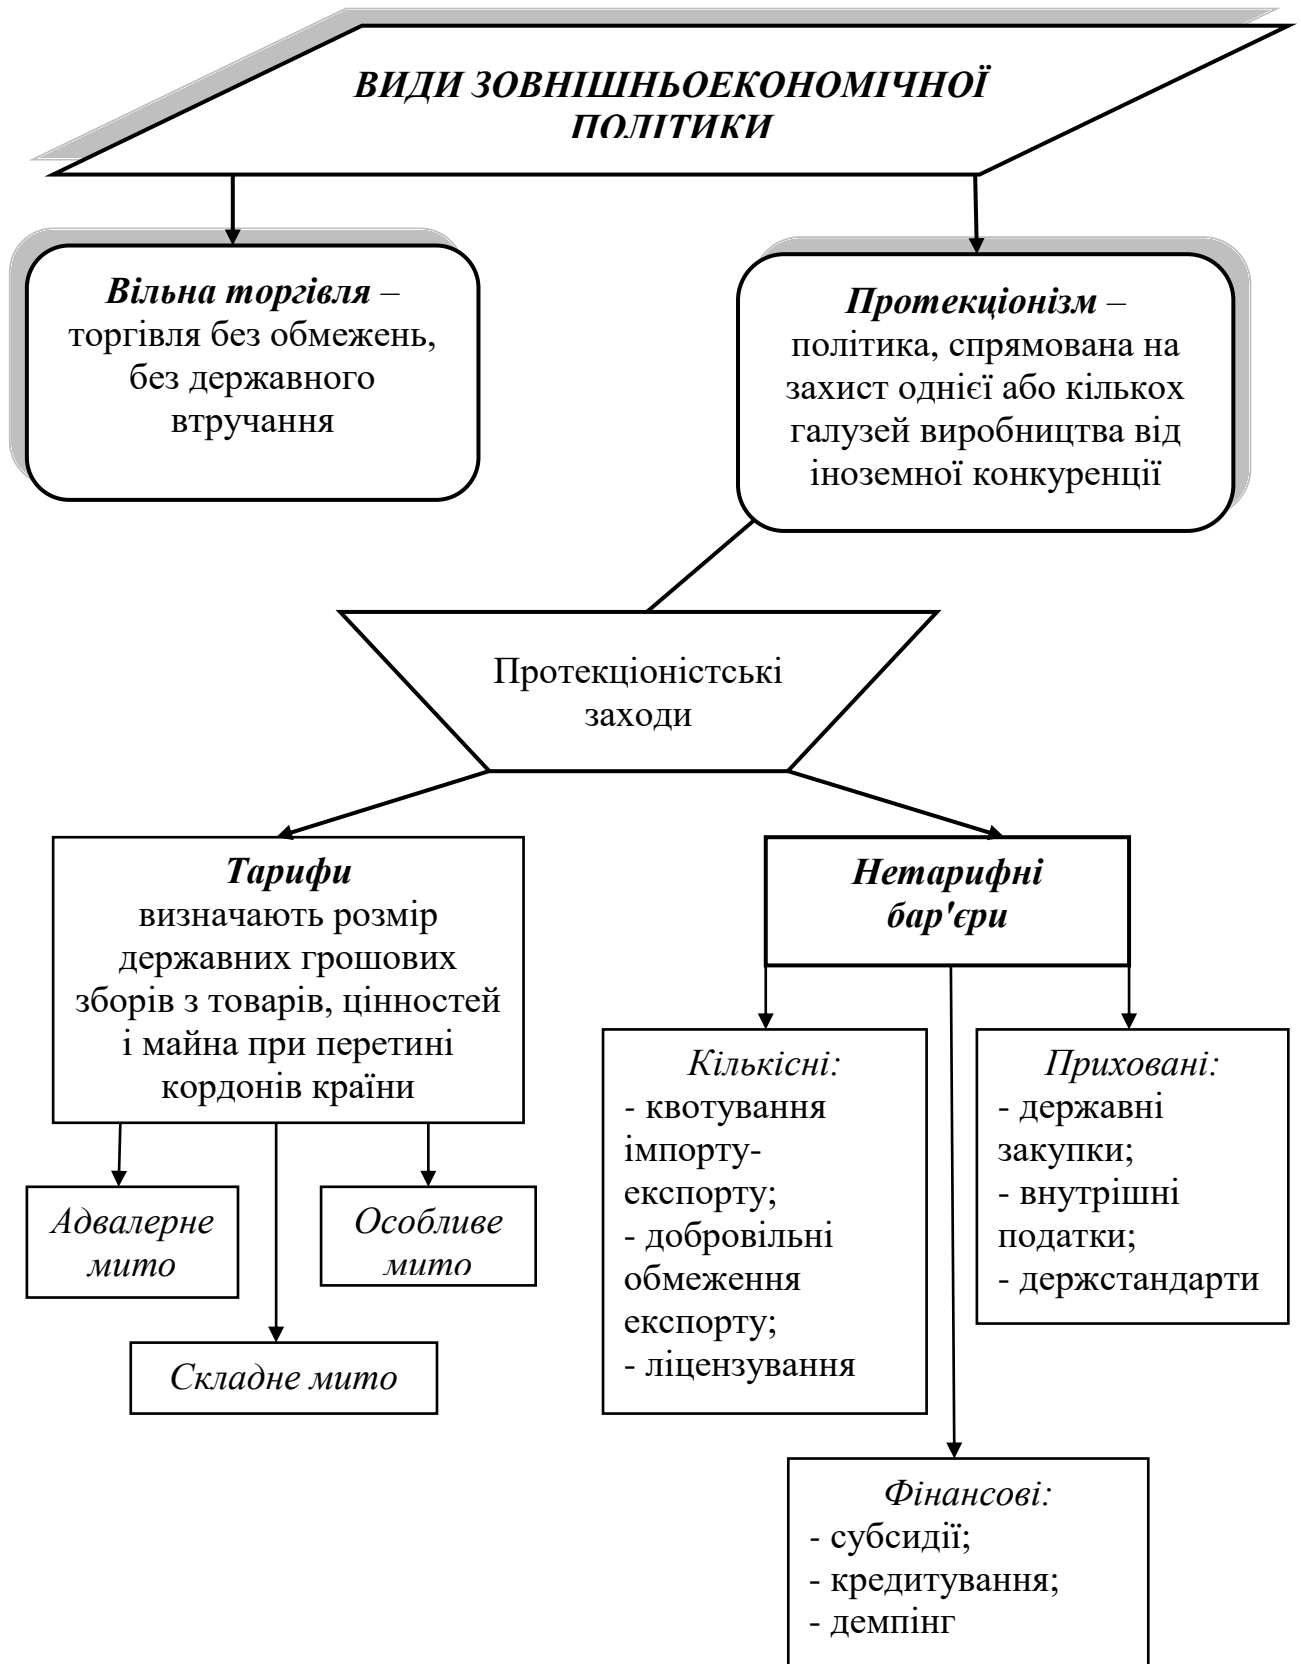 ВИДИ ЗОВНІШНЬОЕКОНОМІЧНОЇ
ПОЛІТИКИ
Вільна торгівля –
торгівля без обмежень,
без державного
втручання
Протекціонізм –
політика, спрямована на
захист однієї або кількох
галузей виробництва від
іноземної конкуренції
Протекціоністські
заходи
Тарифи
визначають розмір
державних грошових
зборів з товарів, цінностей
і майна при перетині
кордонів країни
Нетарифні
бар'єри
Адвалерне
мито
Особливе
мито
Складне мито
Кількісні:
- квотування
імпорту-
експорту;
- добровільні
обмеження
експорту;
- ліцензування
Приховані:
- державні
закупки;
- внутрішні
податки;
- держстандарти
Фінансові:
- субсидії;
- кредитування;
- демпінг